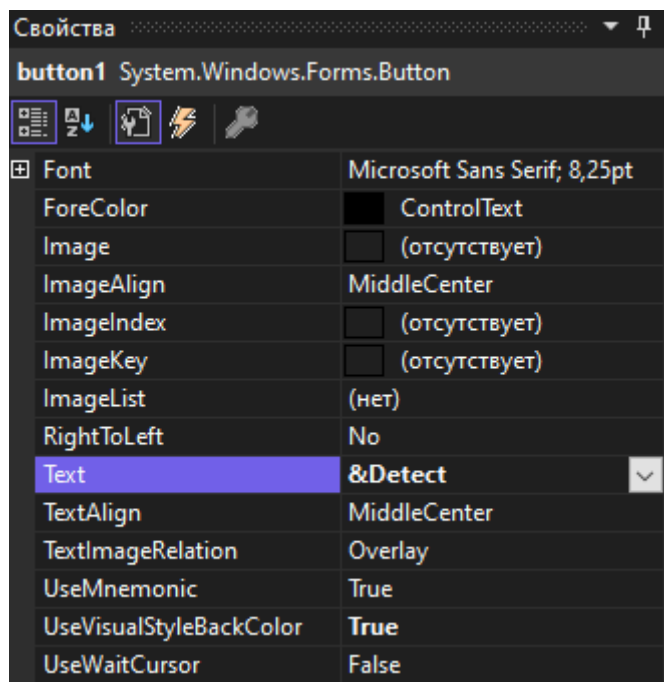 Свойства
button1 System.Windows.Forms.Button
Font Microsoft Sans Serif; 8,25pt
ForeColor ControlText
Image (отсутствует)
ImageAlign MiddleCenter
ImageIndex (отсутствует)
ImageKey (отсутствует)
ImageList (нет)
RightToLeft No
Text &Detect
TextAlign MiddleCenter
TextImageRelation Overlay
UseMnemonic True
UseVisualStyleBackColor True
UseWaitCursor False